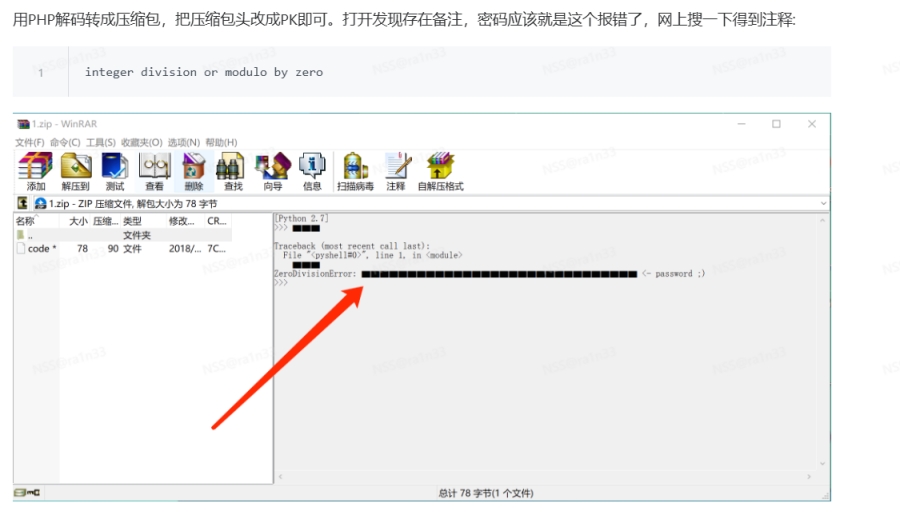 用PHP解码转成压缩包，把压缩包头改成PK即可。打开发现存在备注，密码应该就是这个报错了，网上搜一下得到注释:
1 integer division or modulo by zero
1.zip - WinRAR
文件(F) 命令(C) 工具(S) 收藏夹(O) 选项(N) 帮助(H)
添加 解压到 测试 查看 删除 查找 向导 信息 扫描病毒 注释 自解压格式
1.zip - ZIP 压缩文件, 解包大小为 78 字节
名称 大小 压缩... 类型 修改... CR...
.. 文件夹
code * 78 90 文件 2018/... 7C...
[Python 2.7]
>>>
Traceback (most recent call last):
File "<pyshell#0>", line 1, in <module>
ZeroDivisionError: <- password ;)
>>>
总计 78 字节(1 个文件)